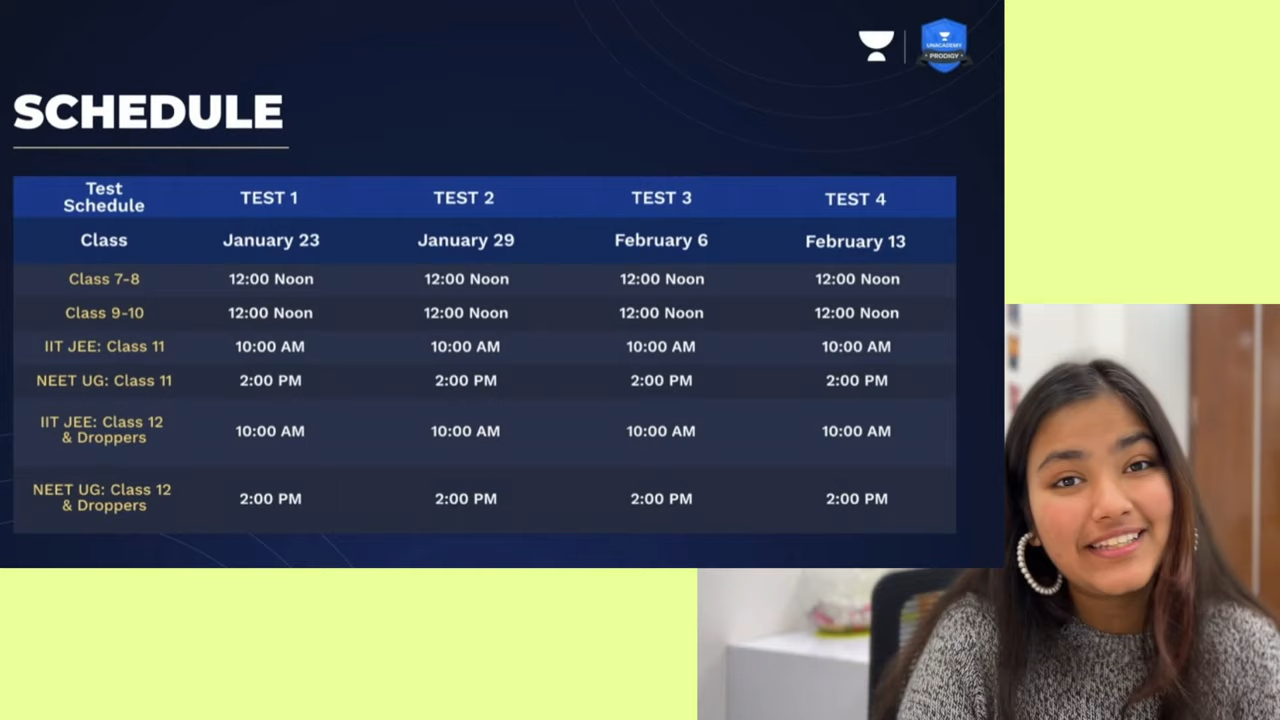 UNACADEMY
PRODIGY
SCHEDULE
Test Schedule TEST 1 TEST 2 TEST 3 TEST 4
Class January 23 January 29 February 6 February 13
Class 7-8 12:00 Noon 12:00 Noon 12:00 Noon 12:00 Noon
Class 9-10 12:00 Noon 12:00 Noon 12:00 Noon 12:00 Noon
IIT JEE: Class 11 10:00 AM 10:00 AM 10:00 AM 10:00 AM
NEET UG: Class 11 2:00 PM 2:00 PM 2:00 PM 2:00 PM
IIT JEE: Class 12 & Droppers 10:00 AM 10:00 AM 10:00 AM 10:00 AM
NEET UG: Class 12 & Droppers 2:00 PM 2:00 PM 2:00 PM 2:00 PM